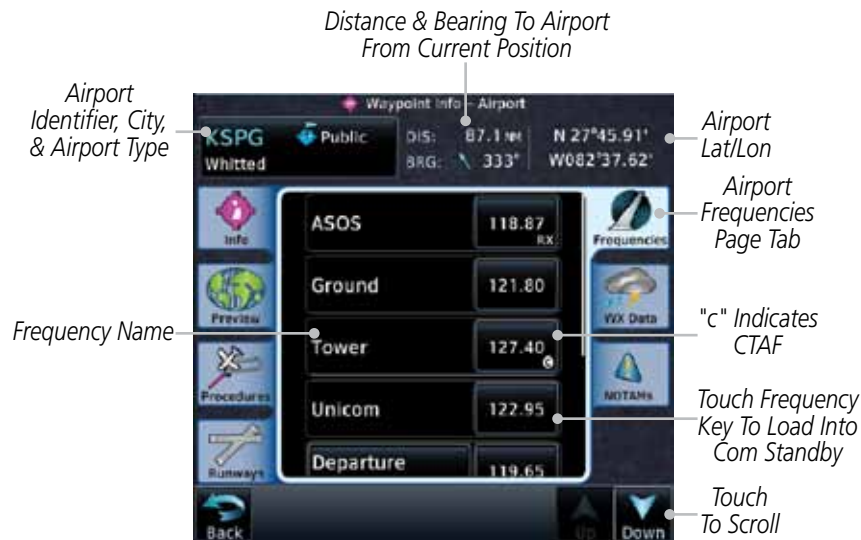 Distance & Bearing To Airport
From Current Position
Airport
Identifier, City,
& Airport Type
Waypoint Info – Airport
KSPG Public
Whitted
DIS: 87.1 NM
BRG: 333°
N 27°45.91'
W082°37.62'
Airport
Lat/Lon
Airport
Frequencies
Page Tab
Info
Preview
Procedures
Runways
ASOS 118.87 RX
Ground 121.80
Frequency Name
Tower 127.40 C
Unicom 122.95
Departure 119.65
Frequencies
WX Data
NOTAMs
"c" Indicates
CTAF
Touch Frequency
Key To Load Into
Com Standby
Back
Up
Down
Touch
To Scroll